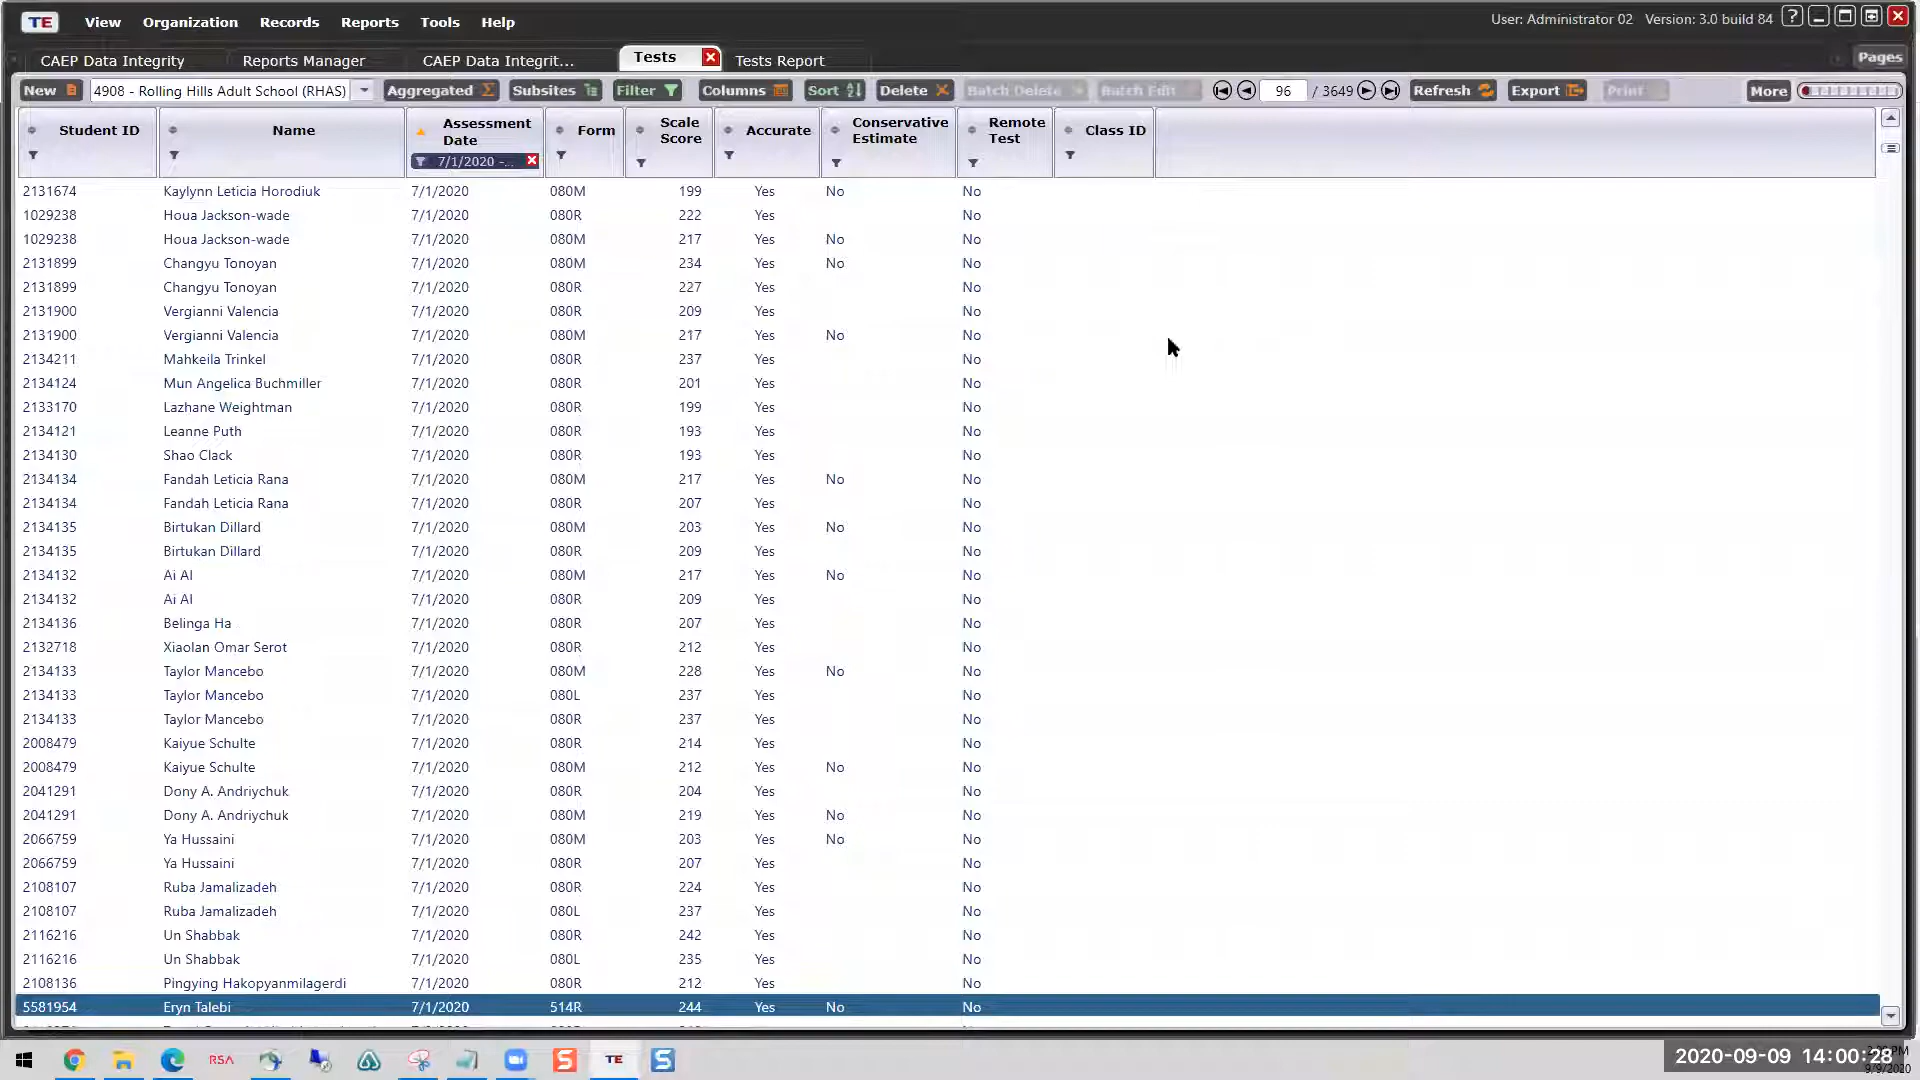 TE View Organization Records Reports Tools Help User: Administrator 02 Version: 3.0 build 84
CAEP Data Integrity Reports Manager CAEP Data Integrit... Tests Tests Report Pages
New 4908 - Rolling Hills Adult School (RHAS) Aggregated Subsites Filter Columns Sort Delete Batch Delete Batch Edit 96 / 3649 Refresh Export Print More
Student ID Name Assessment Date Form Scale Score Accurate Conservative Estimate Remote Test Class ID
7/1/2020 -...
2131674 Kaylynn Leticia Horodiuk 7/1/2020 080M 199 Yes No No
1029238 Houa Jackson-wade 7/1/2020 080R 222 Yes No
1029238 Houa Jackson-wade 7/1/2020 080M 217 Yes No No
2131899 Changyu Tonoyan 7/1/2020 080M 234 Yes No No
2131899 Changyu Tonoyan 7/1/2020 080R 227 Yes No
2131900 Vergianni Valencia 7/1/2020 080R 209 Yes No
2131900 Vergianni Valencia 7/1/2020 080M 217 Yes No No
2134211 Mahkeila Trinkel 7/1/2020 080R 237 Yes No
2134124 Mun Angelica Buchmiller 7/1/2020 080R 201 Yes No
2133170 Lazhane Weightman 7/1/2020 080R 199 Yes No
2134121 Leanne Puth 7/1/2020 080R 193 Yes No
2134130 Shao Clack 7/1/2020 080R 193 Yes No
2134134 Fandah Leticia Rana 7/1/2020 080M 217 Yes No No
2134134 Fandah Leticia Rana 7/1/2020 080R 207 Yes No
2134135 Birtukan Dillard 7/1/2020 080M 203 Yes No No
2134135 Birtukan Dillard 7/1/2020 080R 209 Yes No
2134132 Ai Al 7/1/2020 080M 217 Yes No No
2134132 Ai Al 7/1/2020 080R 209 Yes No
2134136 Belinga Ha 7/1/2020 080R 207 Yes No
2132718 Xiaolan Omar Serot 7/1/2020 080R 212 Yes No
2134133 Taylor Mancebo 7/1/2020 080M 228 Yes No No
2134133 Taylor Mancebo 7/1/2020 080L 237 Yes No
2134133 Taylor Mancebo 7/1/2020 080R 237 Yes No
2008479 Kaiyue Schulte 7/1/2020 080R 214 Yes No
2008479 Kaiyue Schulte 7/1/2020 080M 212 Yes No No
2041291 Dony A. Andriychuk 7/1/2020 080R 204 Yes No
2041291 Dony A. Andriychuk 7/1/2020 080M 219 Yes No No
2066759 Ya Hussaini 7/1/2020 080M 203 Yes No No
2066759 Ya Hussaini 7/1/2020 080R 207 Yes No
2108107 Ruba Jamalizadeh 7/1/2020 080R 224 Yes No
2108107 Ruba Jamalizadeh 7/1/2020 080L 237 Yes No
2116216 Un Shabbak 7/1/2020 080R 242 Yes No
2116216 Un Shabbak 7/1/2020 080L 235 Yes No
2108136 Pingying Hakopyanmilagerdi 7/1/2020 080R 212 Yes No
5581954 Eryn Talebi 7/1/2020 514R 244 Yes No No
RSA TE S S 2020-09-09 14:00:28
9/9/2020